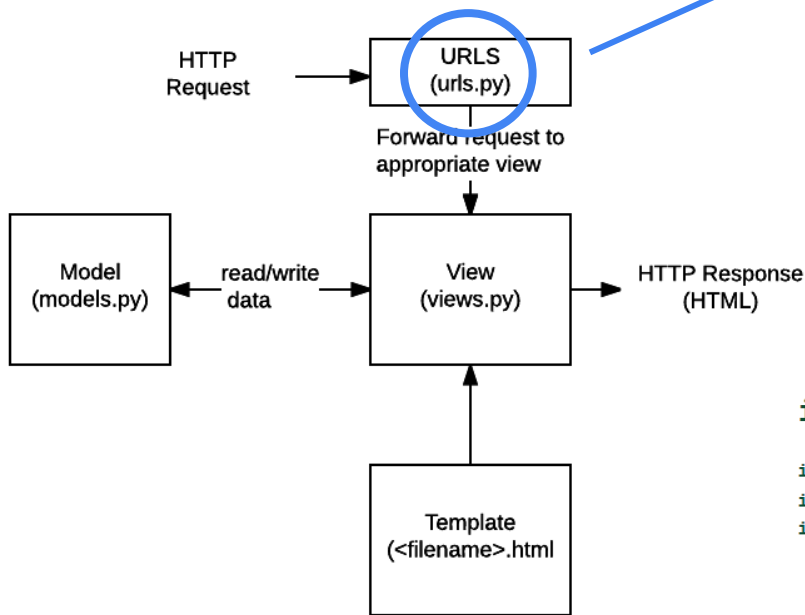 HTTP
Request
URLS
(urls.py)
Forward request to
appropriate view
Model
(models.py)
read/write
data
View
(views.py)
HTTP Response
(HTML)
Template
(<filename>.html